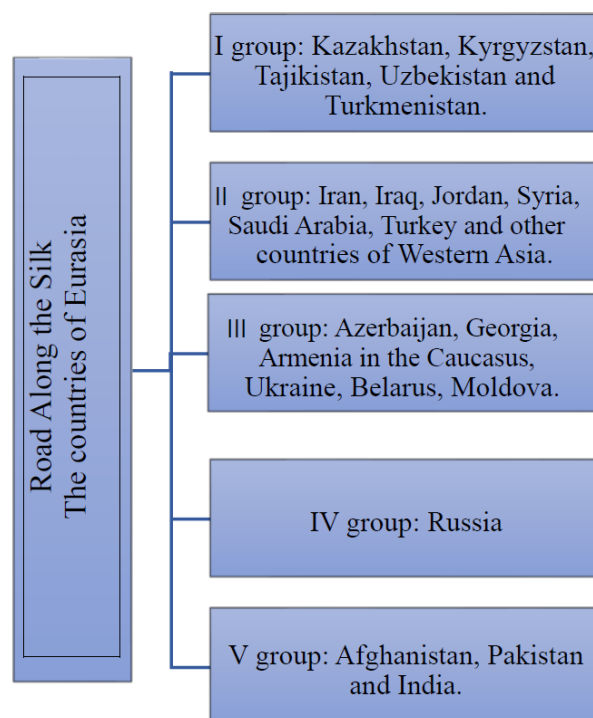 Road Along the Silk
The countries of Eurasia
I group: Kazakhstan, Kyrgyzstan,
Tajikistan, Uzbekistan and
Turkmenistan.
II group: Iran, Iraq, Jordan, Syria,
Saudi Arabia, Turkey and other
countries of Western Asia.
III group: Azerbaijan, Georgia,
Armenia in the Caucasus,
Ukraine, Belarus, Moldova.
IV group: Russia
V group: Afghanistan, Pakistan
and India.